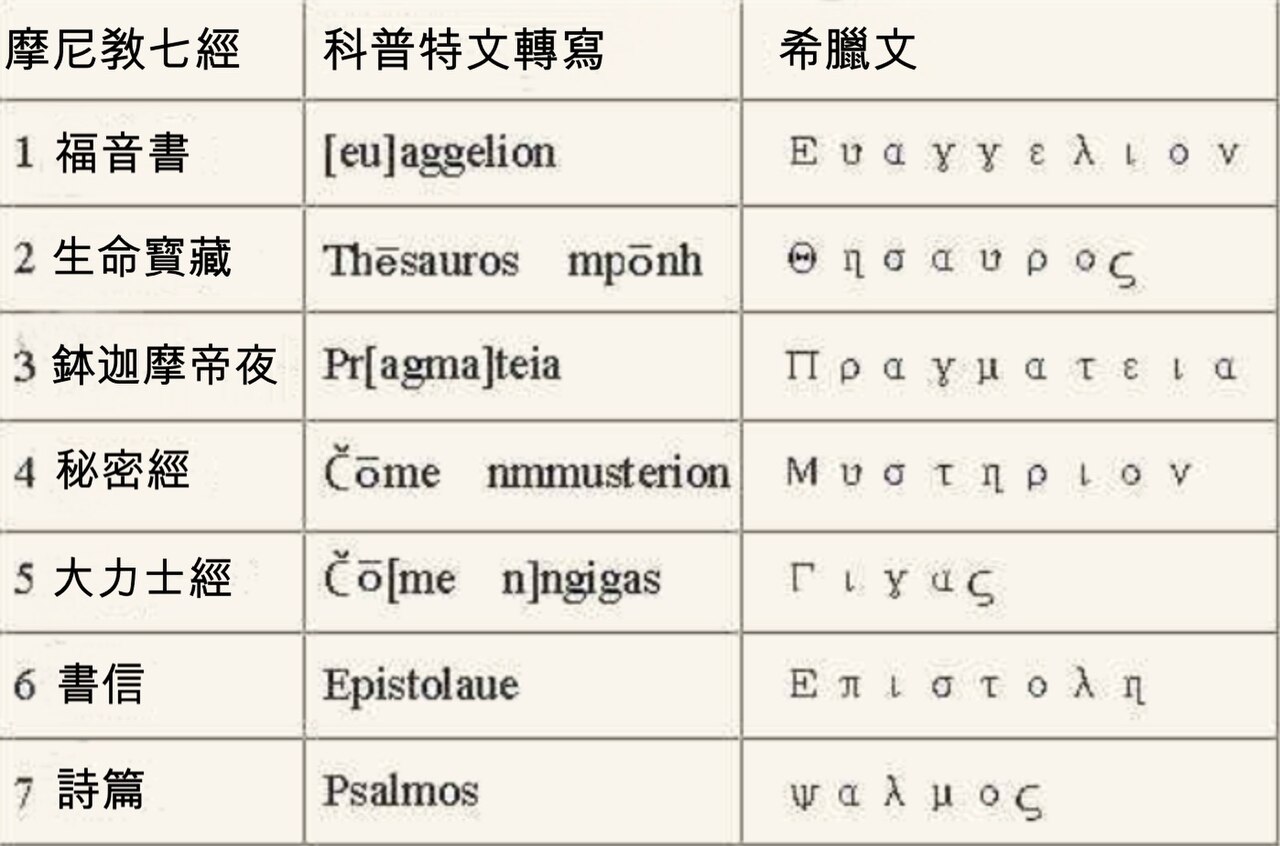 摩尼教七經 科普特文轉寫 希臘文
1 福音書 [eu]aggelion Ευαγγελιον
2 生命寶藏 Thēsauros mpōnh Θησαυρος
3 鉢迦摩帝夜 Pr[agma]teia Πραγματεια
4 秘密經 Čōme nmmusterion Μυστηριον
5 大力士經 Čō[me n]ngigas Γιγας
6 書信 Epistolaue Επιστολη
7 詩篇 Psalmos ψαλμος